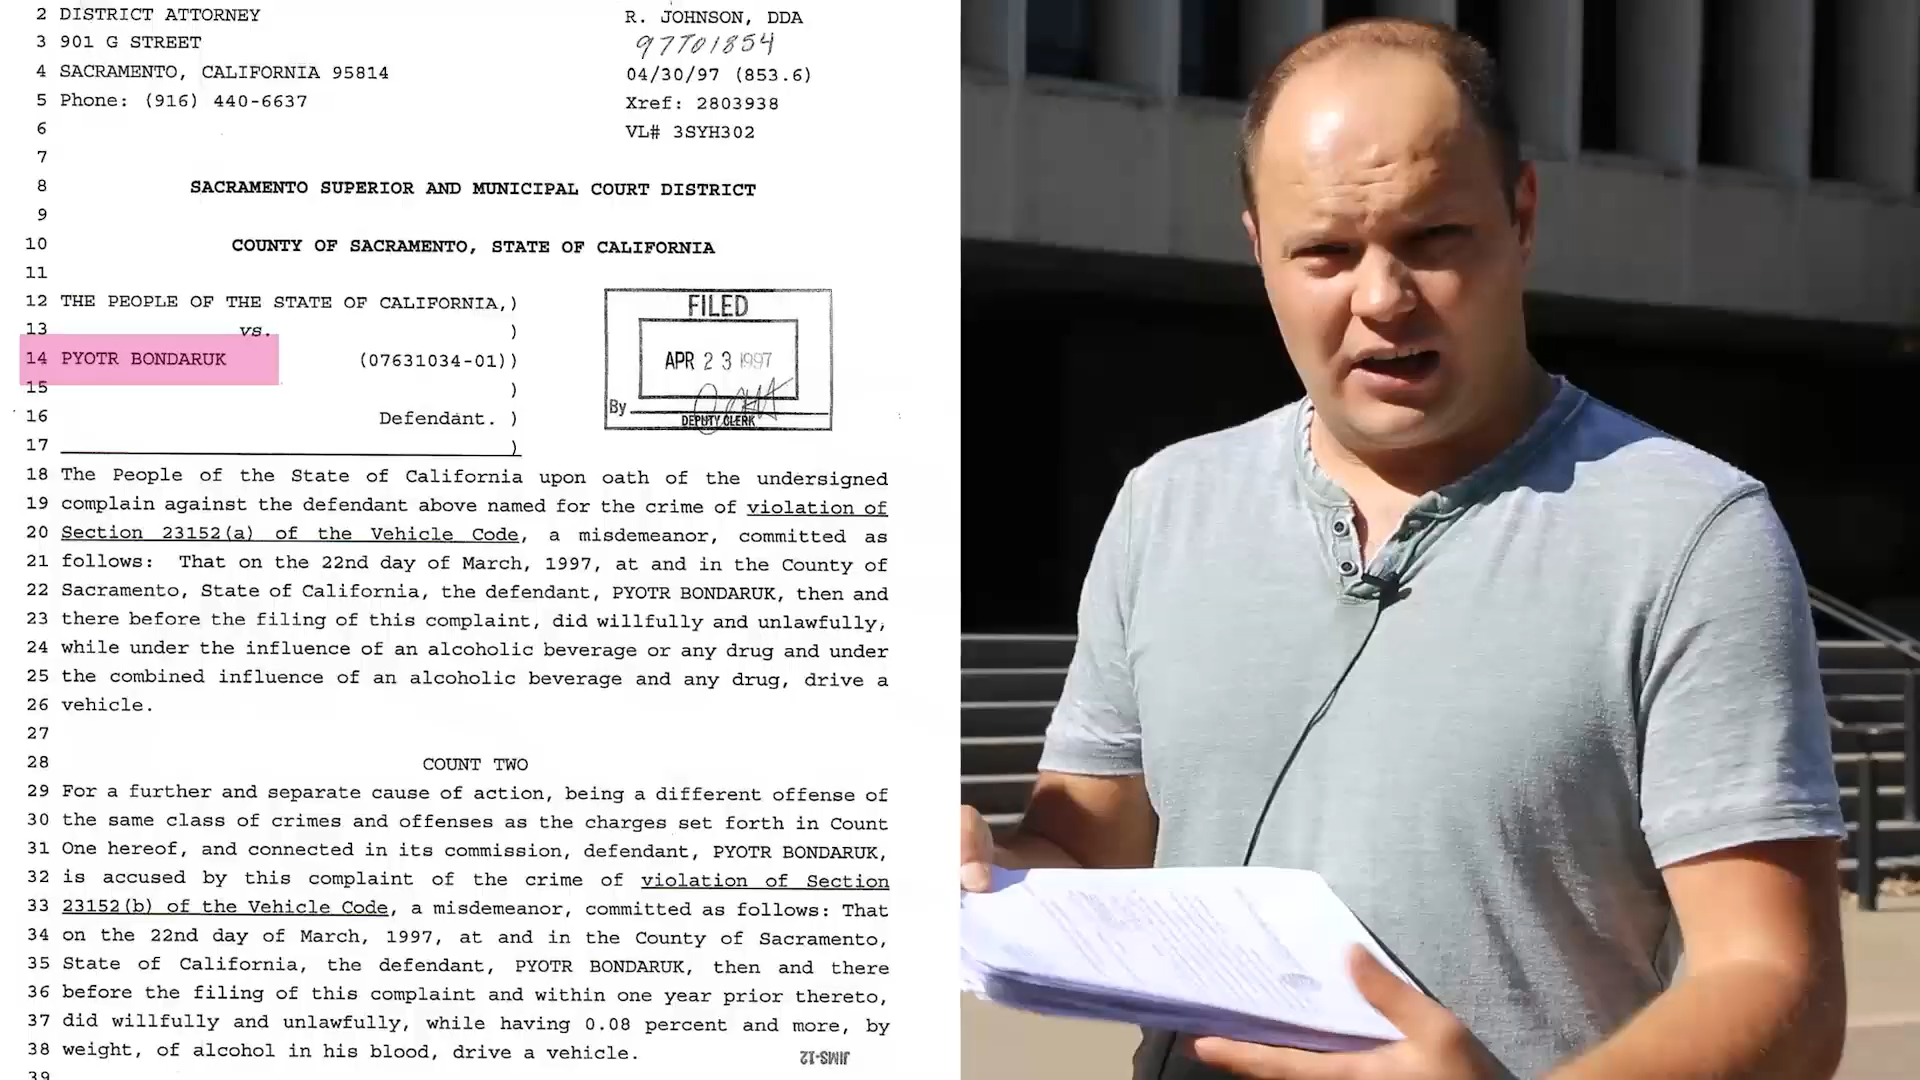 2 DISTRICT ATTORNEY
R. JOHNSON, DDA
3 901 G STREET
97T01854
4 SACRAMENTO, CALIFORNIA 95814
04/30/97 (853.6)
5 Phone: (916) 440-6637
Xref: 2803938
6
VL# 3SYH302
7
8 SACRAMENTO SUPERIOR AND MUNICIPAL COURT DISTRICT
9
10 COUNTY OF SACRAMENTO, STATE OF CALIFORNIA
11
12 THE PEOPLE OF THE STATE OF CALIFORNIA,)
13 vs. )
14 PYOTR BONDARUK (07631034-01))
15 )
16 Defendant. )
17 )
FILED
APR 23 1997
By
DEPUTY CLERK
18 The People of the State of California upon oath of the undersigned
19 complain against the defendant above named for the crime of violation of
20 Section 23152(a) of the Vehicle Code, a misdemeanor, committed as
21 follows: That on the 22nd day of March, 1997, at and in the County of
22 Sacramento, State of California, the defendant, PYOTR BONDARUK, then and
23 there before the filing of this complaint, did willfully and unlawfully,
24 while under the influence of an alcoholic beverage or any drug and under
25 the combined influence of an alcoholic beverage and any drug, drive a
26 vehicle.
27
28 COUNT TWO
29 For a further and separate cause of action, being a different offense of
30 the same class of crimes and offenses as the charges set forth in Count
31 One hereof, and connected in its commission, defendant, PYOTR BONDARUK,
32 is accused by this complaint of the crime of violation of Section
33 23152(b) of the Vehicle Code, a misdemeanor, committed as follows: That
34 on the 22nd day of March, 1997, at and in the County of Sacramento,
35 State of California, the defendant, PYOTR BONDARUK, then and there
36 before the filing of this complaint and within one year prior thereto,
37 did willfully and unlawfully, while having 0.08 percent and more, by
38 weight, of alcohol in his blood, drive a vehicle.
JIMS-12
39